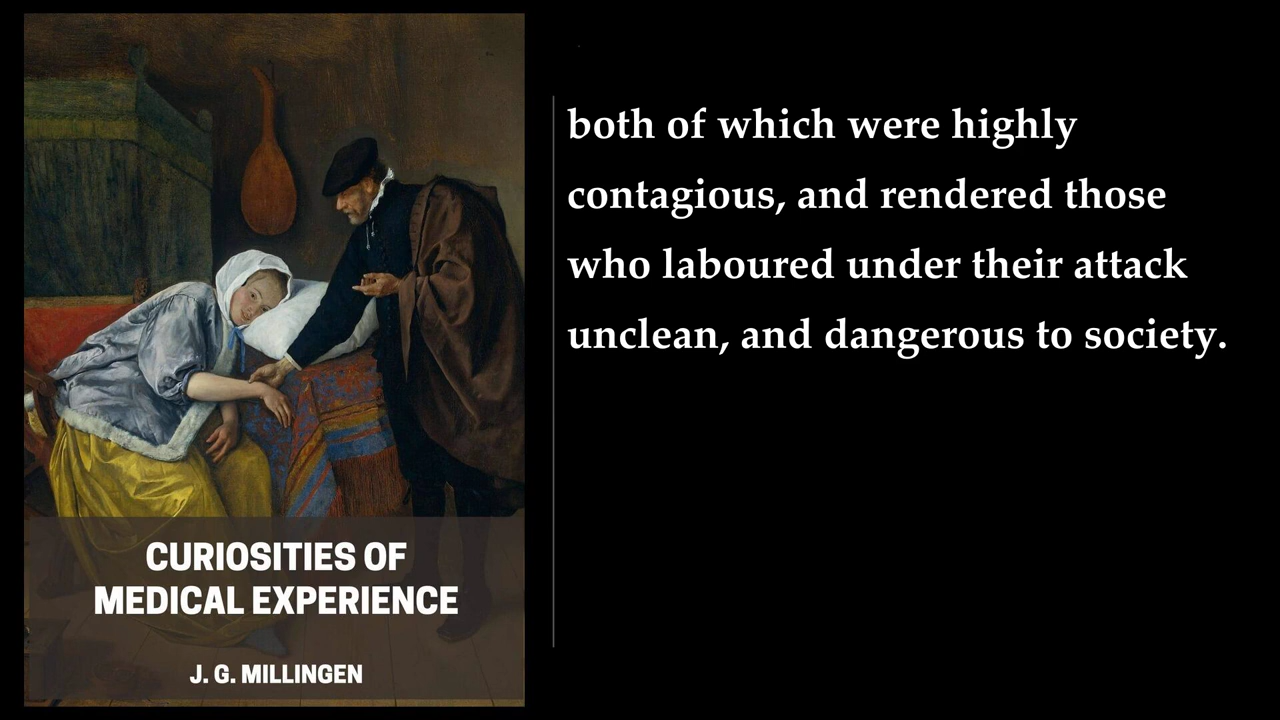 CURIOSITIES OF
MEDICAL EXPERIENCE
J. G. MILLINGEN
both of which were highly
contagious, and rendered those
who laboured under their attack
unclean, and dangerous to society.